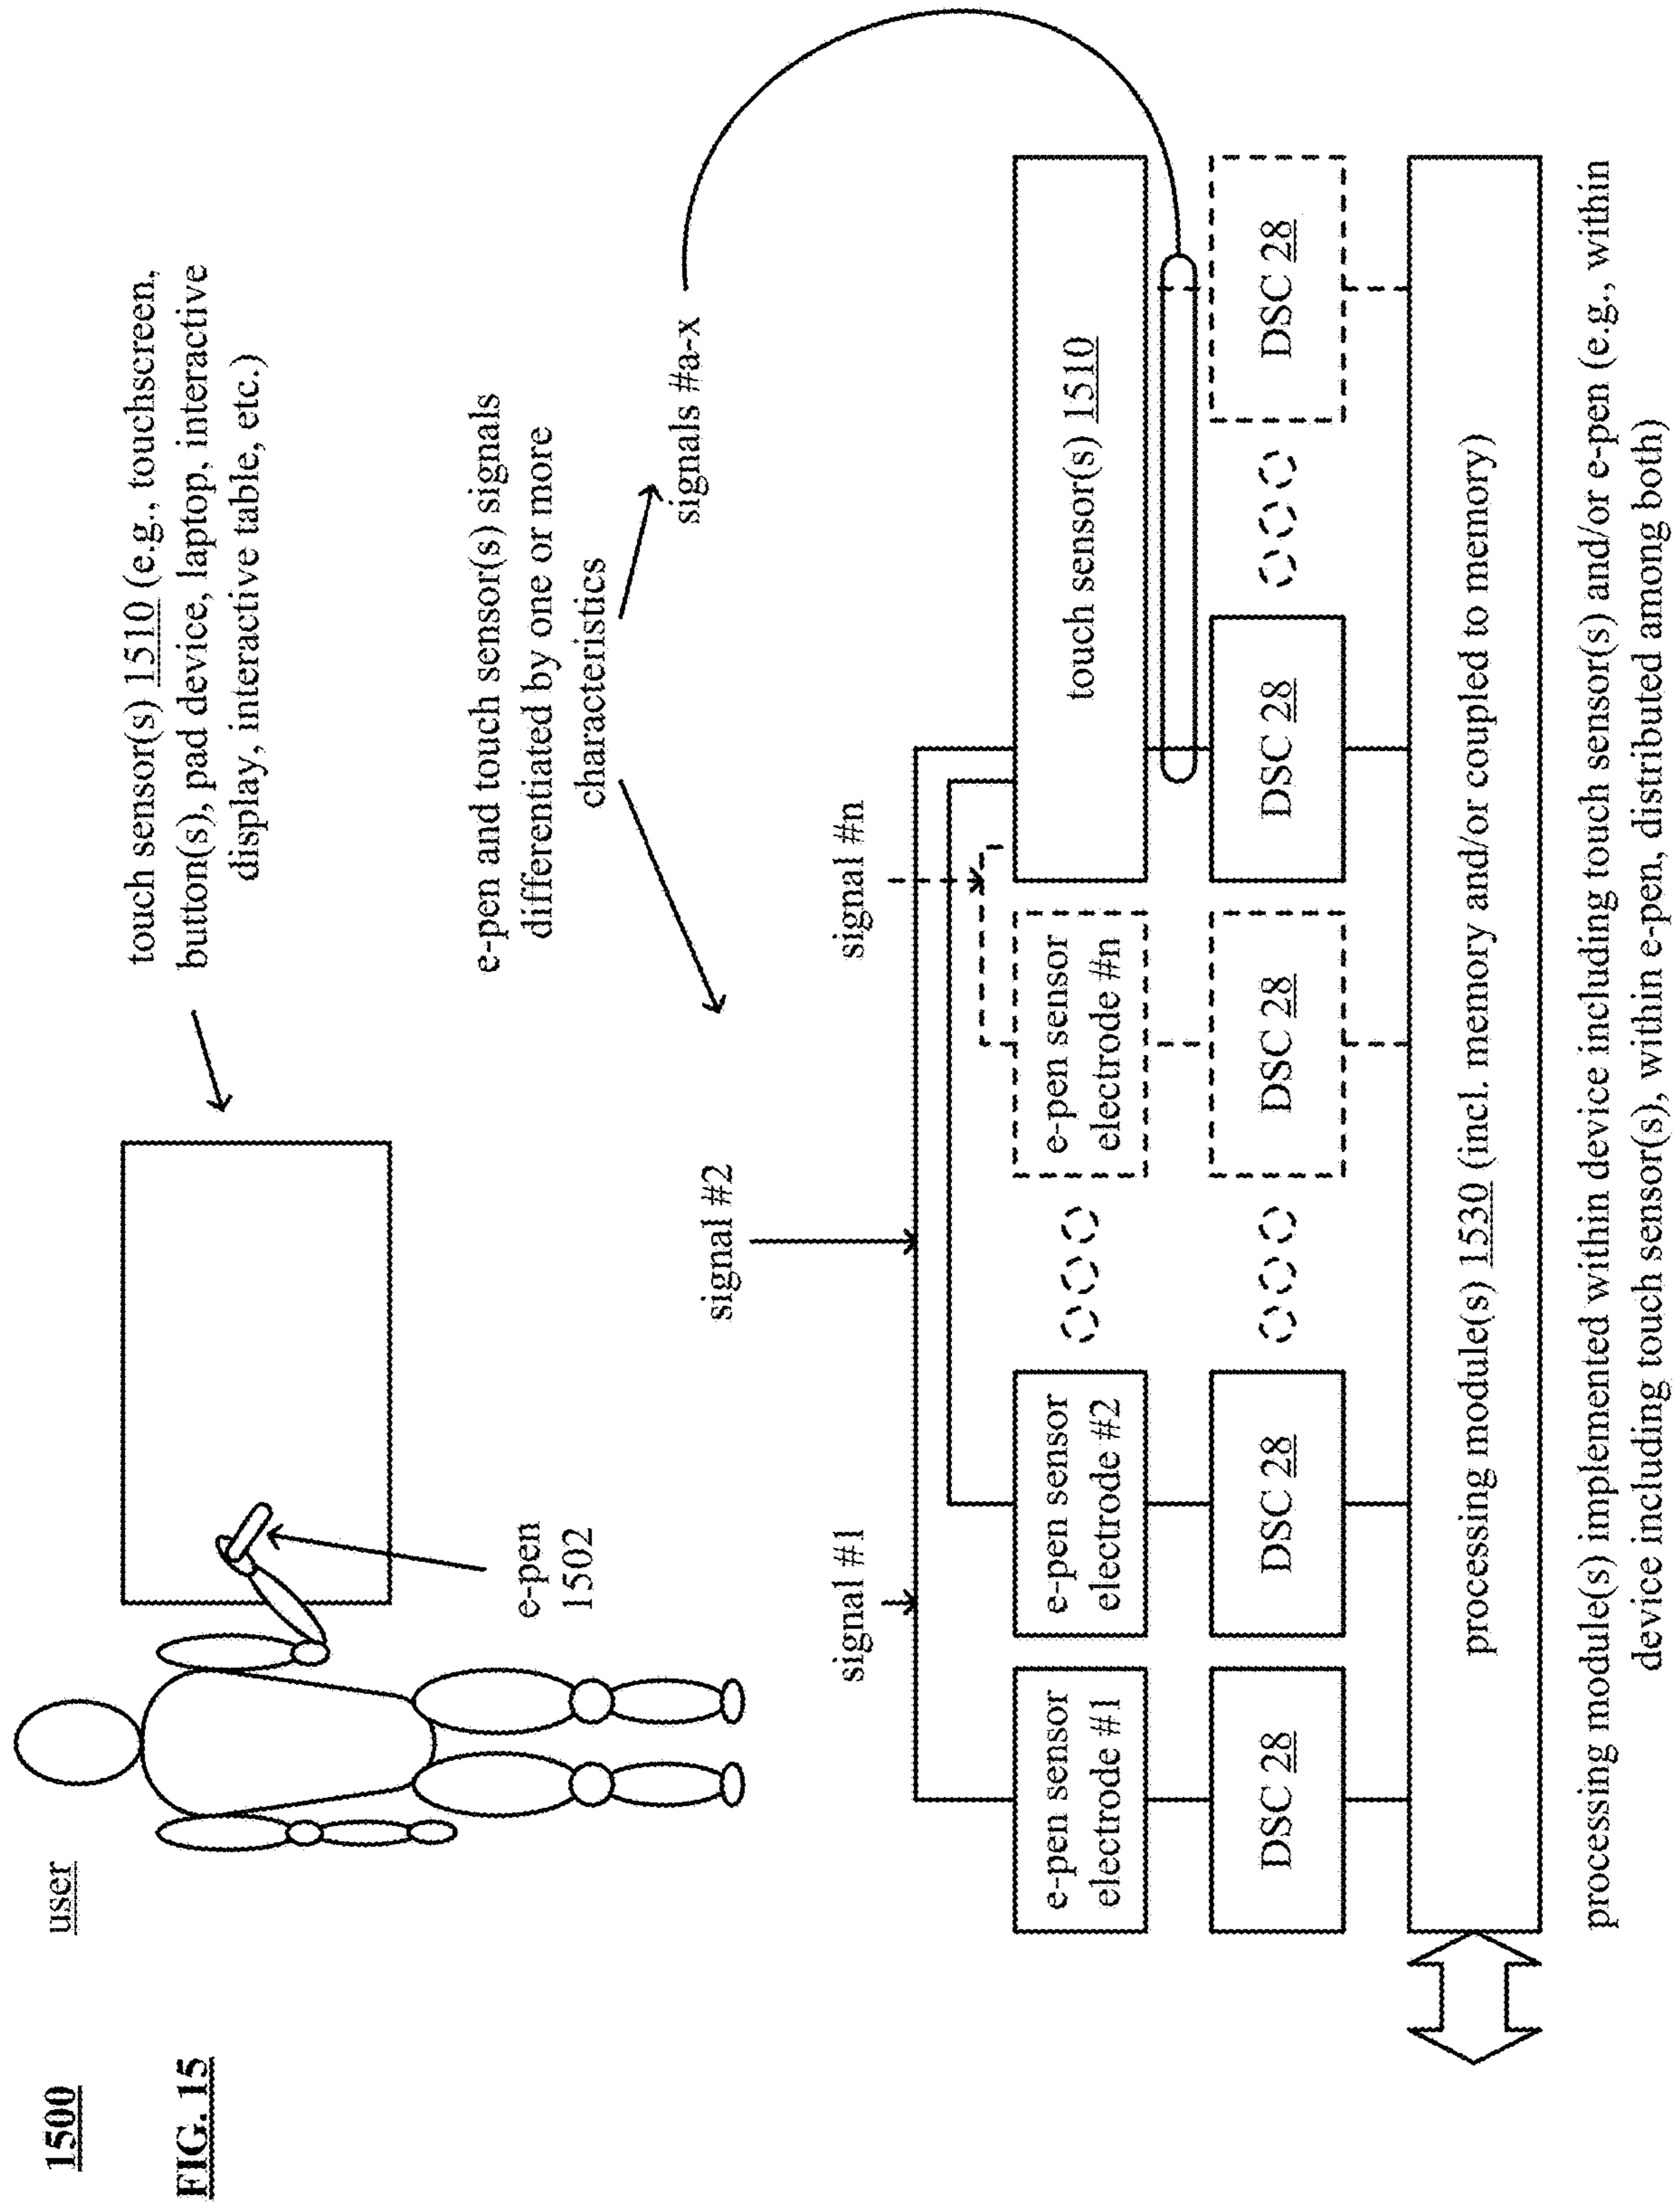 1500
FIG. 15
user
touch sensor(s) 1510 (e.g., touchscreen,
button(s), pad device, laptop, interactive
display, interactive table, etc.)
e-pen
1502
e-pen and touch sensor(s) signals
differentiated by one or more
characteristics
signals #a-x
signal #2
signal #1
signal #n
e-pen sensor
electrode #1
e-pen sensor
electrode #2
e-pen sensor
electrode #n
touch sensor(s) 1510
DSC 28
DSC 28
DSC 28
DSC 28
DSC 28
processing module(s) 1530 (incl. memory and/or coupled to memory)
processing module(s) implemented within device including touch sensor(s) and/or e-pen (e.g., within
device including touch sensor(s), within e-pen, distributed among both)